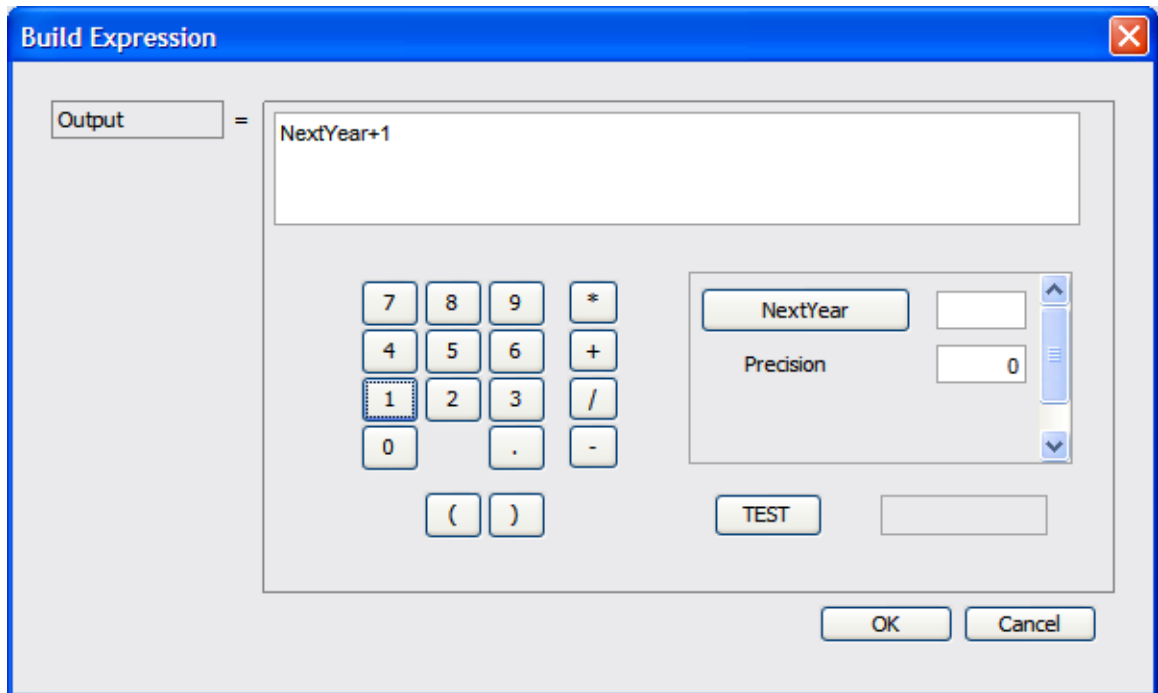 Build Expression
Output = NextYear+1
7 8 9 * NextYear
4 5 6 + Precision 0
1 2 3 /
0 . -
( ) TEST
OK Cancel